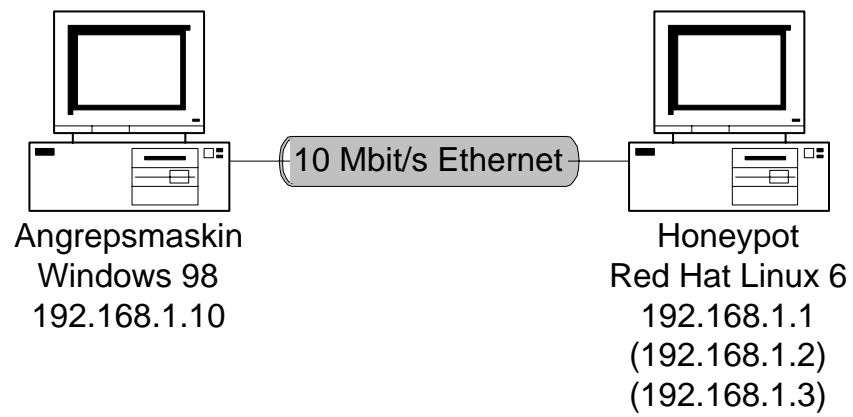 10 Mbit/s Ethernet
Angrepsmaskin
Windows 98
192.168.1.10
Honeypot
Red Hat Linux 6
192.168.1.1
(192.168.1.2)
(192.168.1.3)